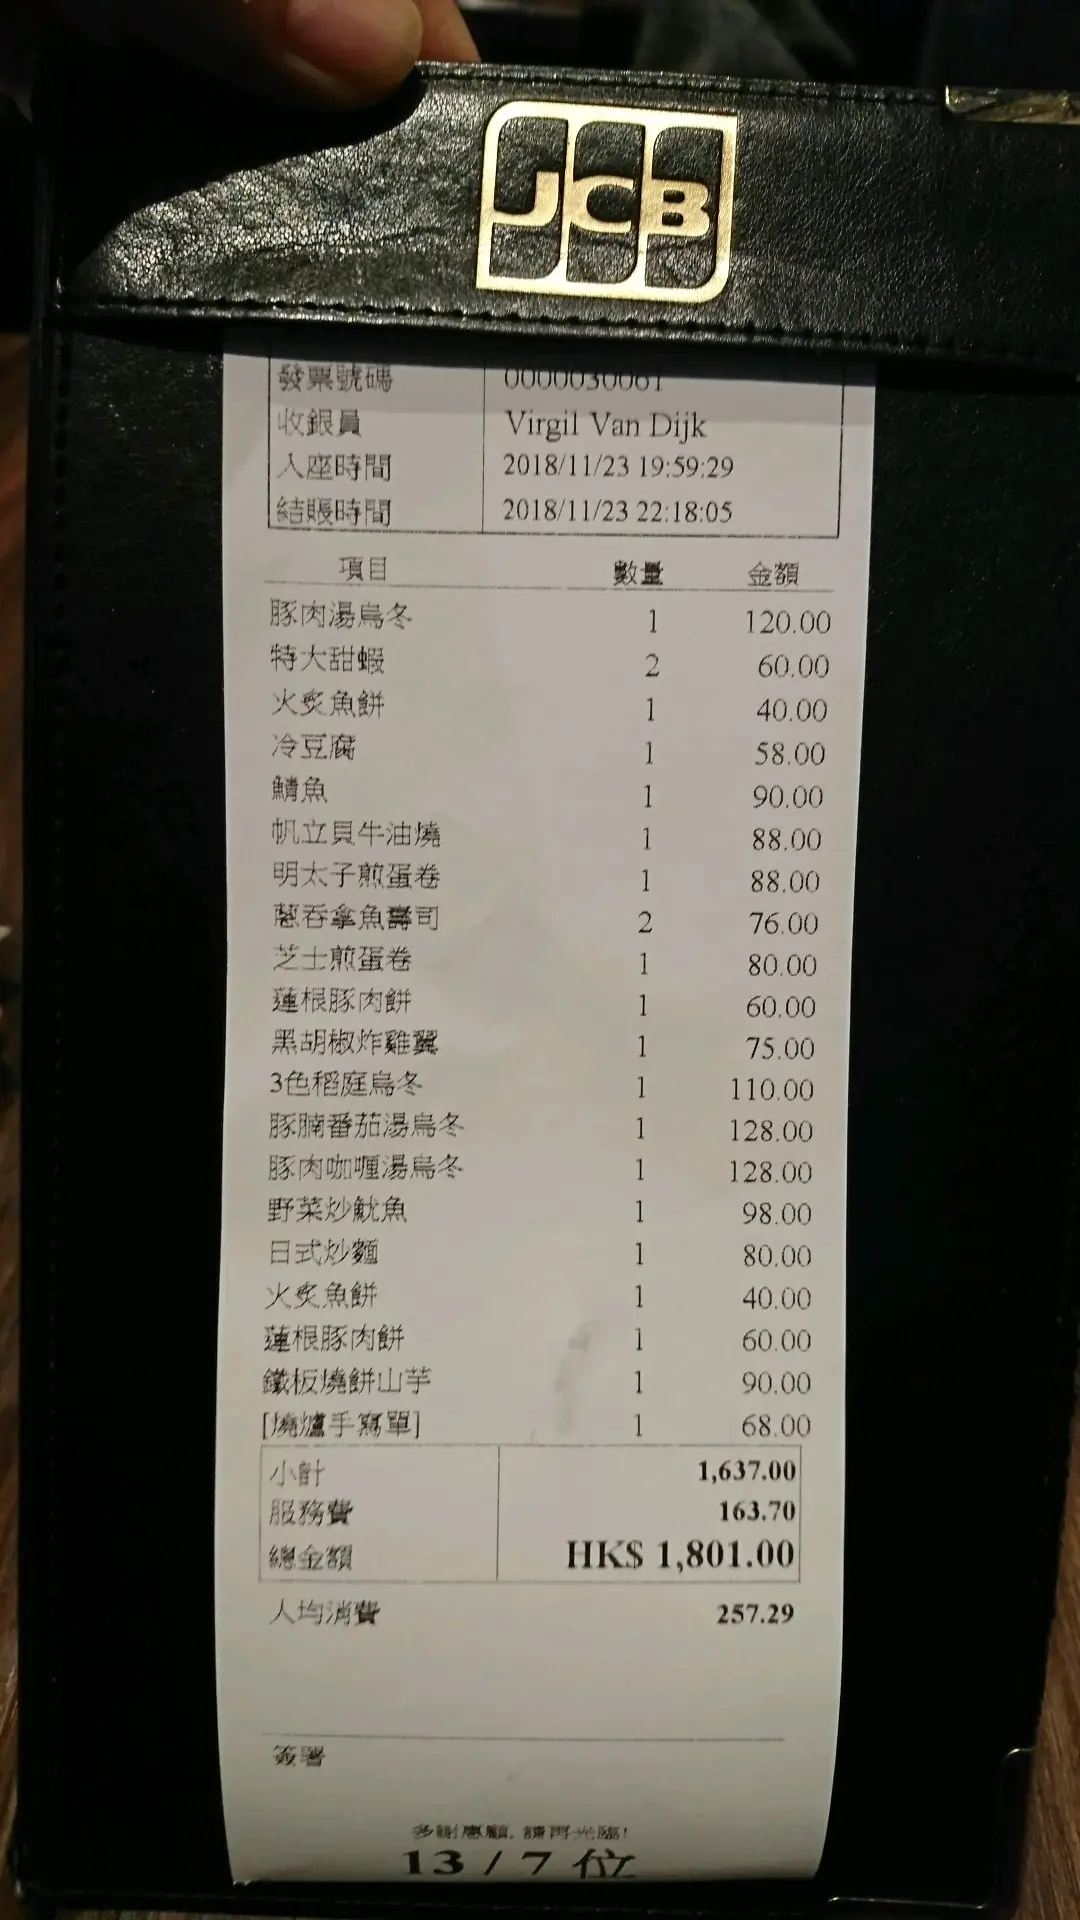 JCB
發票號碼 0000030061
收銀員 Virgil Van Dijk
入座時間 2018/11/23 19:59:29
結賬時間 2018/11/23 22:18:05
項目 數量 金額
豚肉湯烏冬 1 120.00
特大甜蝦 2 60.00
火炙魚餅 1 40.00
冷豆腐 1 58.00
鯖魚 1 90.00
帆立貝牛油燒 1 88.00
明太子煎蛋卷 1 88.00
蔥吞拿魚壽司 2 76.00
芝士煎蛋卷 1 80.00
蓮根豚肉餅 1 60.00
黑胡椒炸雞翼 1 75.00
3色稻庭烏冬 1 110.00
豚腩番茄湯烏冬 1 128.00
豚肉咖喱湯烏冬 1 128.00
野菜炒魷魚 1 98.00
日式炒麵 1 80.00
火炙魚餅 1 40.00
蓮根豚肉餅 1 60.00
鐵板燒餅山芋 1 90.00
[燒爐手寫單] 1 68.00
小計 1,637.00
服務費 163.70
總金額 HK$ 1,801.00
人均消費 257.29
簽署
多謝惠顧, 請再光臨!
13 / 7 位